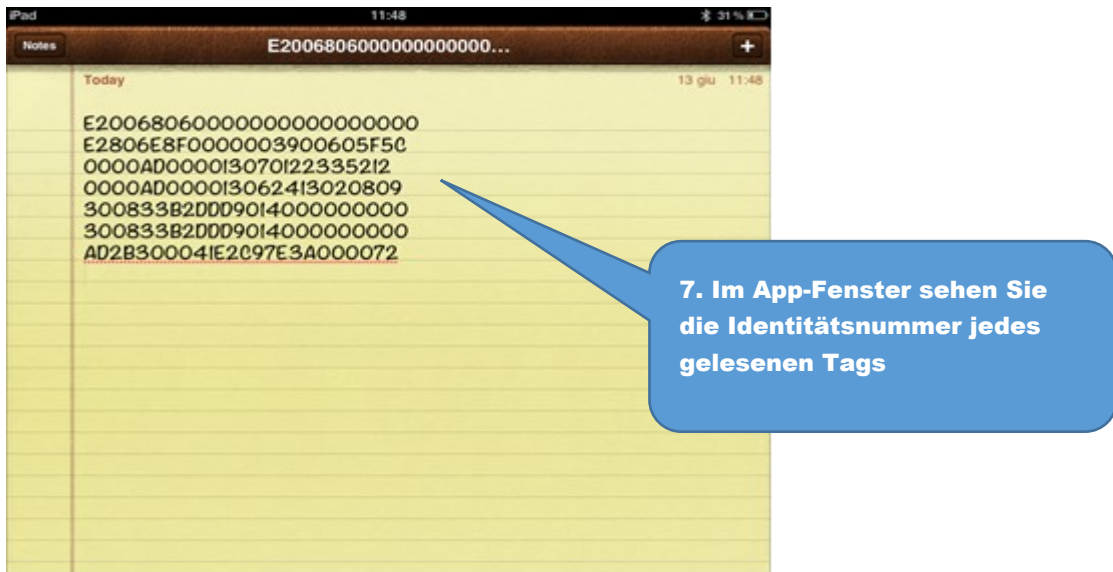 iPad
11:48
31 %
Notes
E2006806000000000000...
+
Today
13 giu 11:48
E20068060000000000000000
E2806E8F0000003900605F5C
0000AD000013070122335212
0000AD000013062413020809
300833B2DDD9014000000000
300833B2DDD9014000000000
AD2B300041E2C97E3A000072
7. Im App-Fenster sehen Sie
die Identitätsnummer jedes
gelesenen Tags